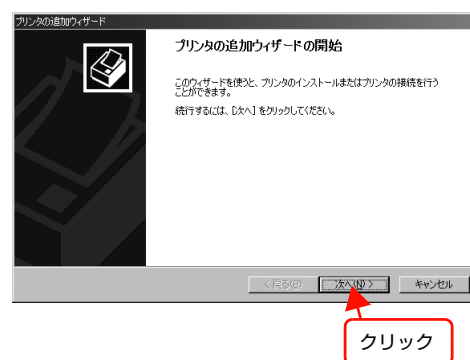 プリンタの追加ウィザード
プリンタの追加ウィザードの開始
このウィザードを使うと、プリンタのインストールまたはプリンタの接続を行う
ことができます。
続行するには、[次へ] をクリックしてください。
< 戻る(B)
次へ(N) >
キャンセル
クリック